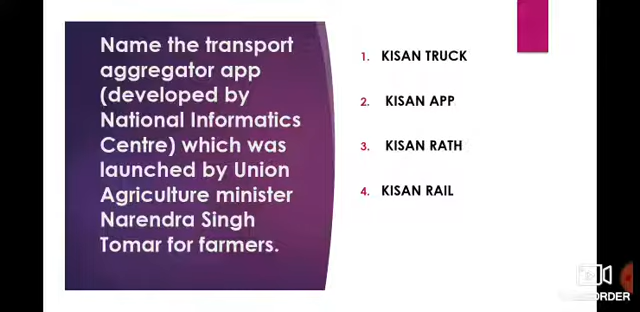 Name the transport
aggregator app
(developed by
National Informatics
Centre) which was
launched by Union
Agriculture minister
Narendra Singh
Tomar for farmers.
1. KISAN TRUCK
2. KISAN APP
3. KISAN RATH
4. KISAN RAIL